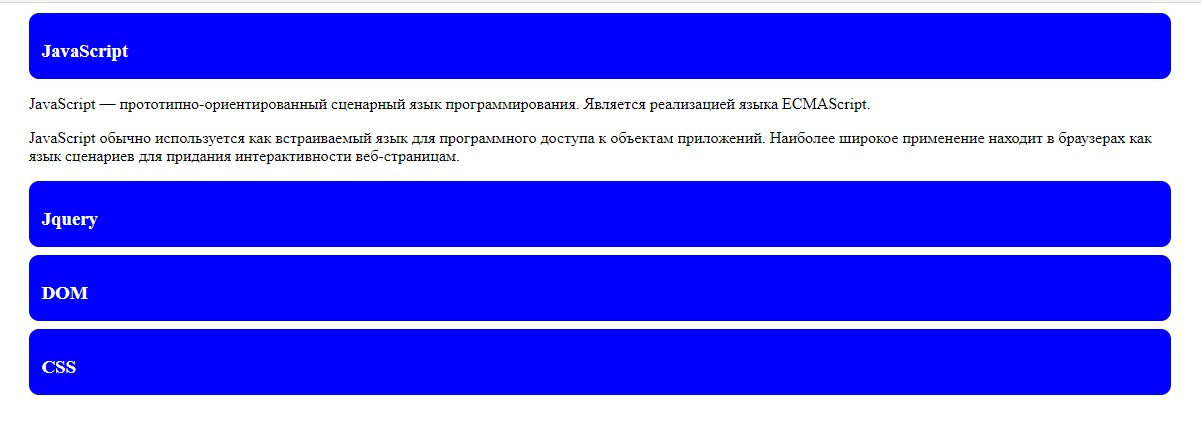 JavaScript
JavaScript — прототипно-ориентированный сценарный язык программирования. Является реализацией языка ECMAScript.
JavaScript обычно используется как встраиваемый язык для программного доступа к объектам приложений. Наиболее широкое применение находит в браузерах как
язык сценариев для придания интерактивности веб-страницам.
Jquery
DOM
CSS